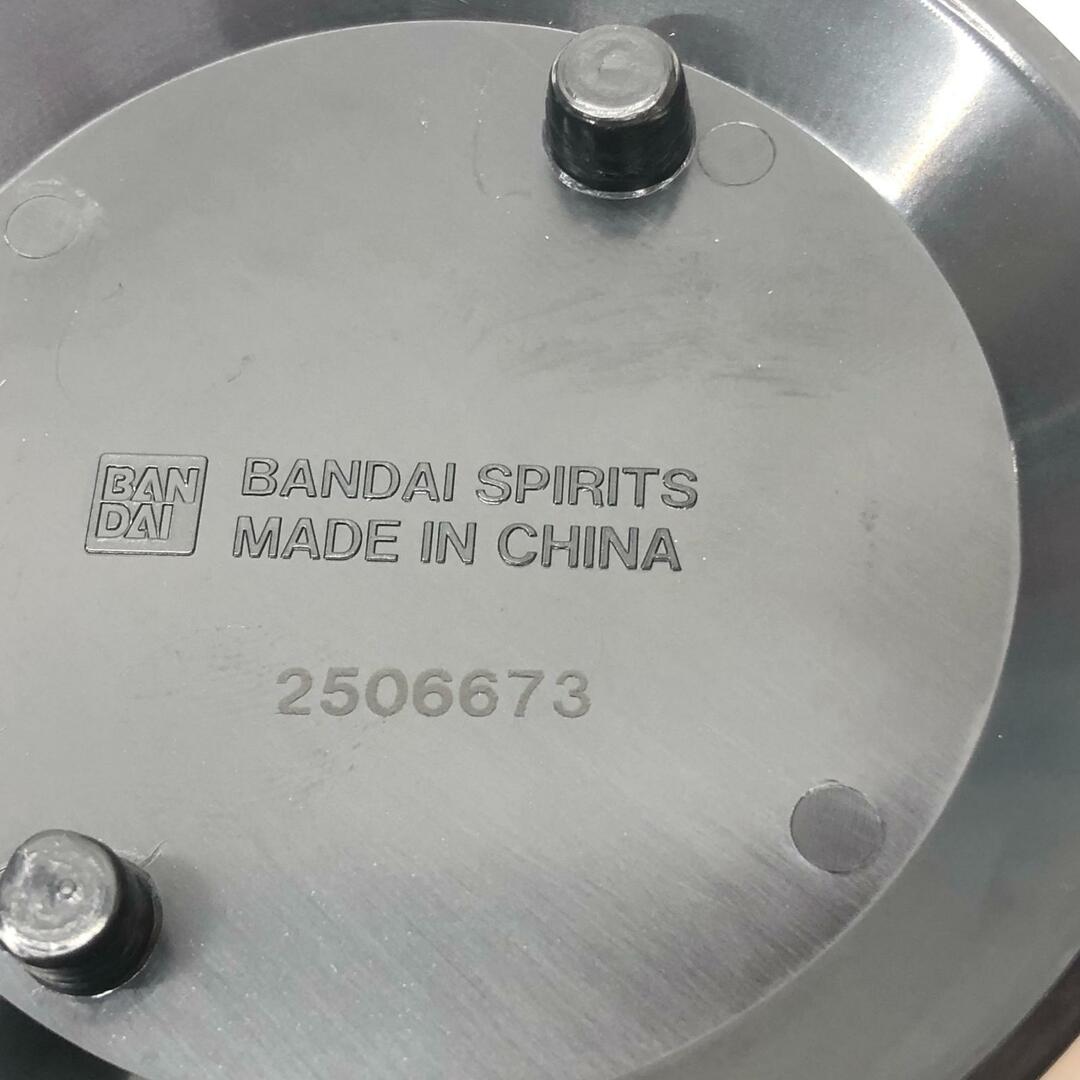 BAN
DAI
BANDAI SPIRITS
MADE IN CHINA
2506673